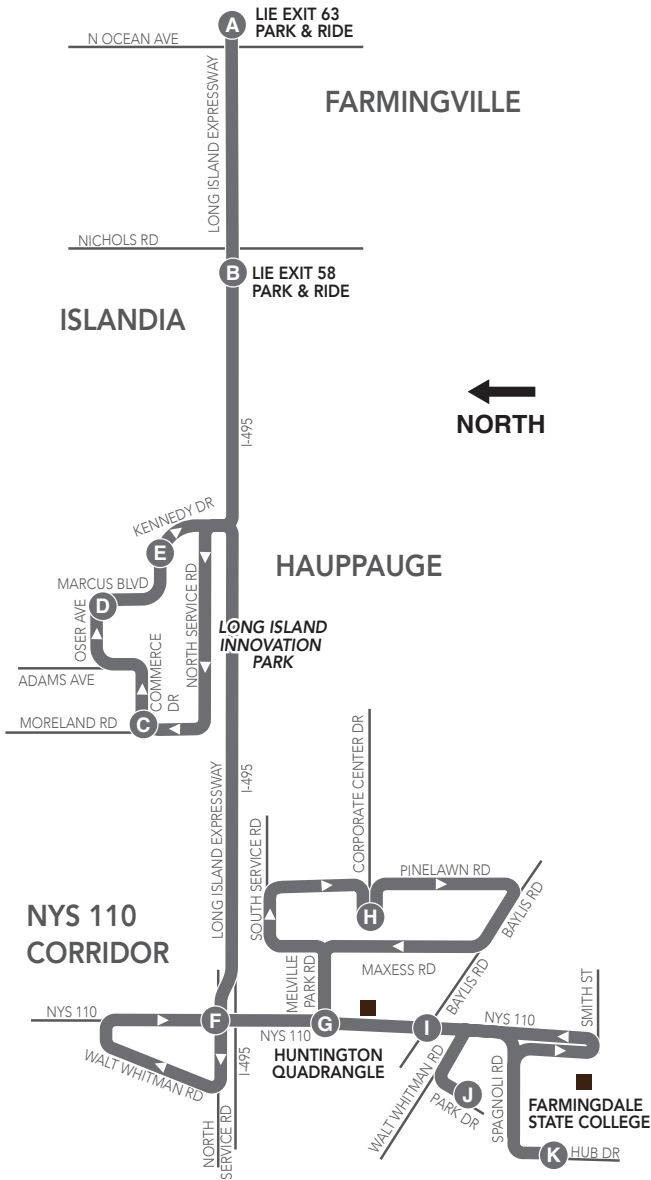 A
LIE EXIT 63
PARK & RIDE
N OCEAN AVE
LONG ISLAND EXPRESSWAY
FARMINGVILLE
NICHOLS RD
B
LIE EXIT 58
PARK & RIDE
ISLANDIA
NORTH
I-495
KENNEDY DR
E
HAUPPAUGE
MARCUS BLVD
D
OSER AVE
NORTH SERVICE RD
LONG ISLAND
INNOVATION
PARK
COMMERCE
DR
ADAMS AVE
MORELAND RD
C
I-495
LONG ISLAND EXPRESSWAY
CORPORATE CENTER DR
SOUTH SERVICE RD
PINELAWN RD
H
BAYLIS RD
NYS 110
CORRIDOR
MELVILLE
PARK RD
MAXESS RD
BAYLIS RD
SMITH ST
NYS 110
F
NYS 110
G
I
NYS 110
HUNTINGTON
QUADRANGLE
WALT WHITMAN RD
I-495
NORTH
SERVICE RD
WALT WHITMAN RD
J
PARK DR
SPAGNOLI RD
FARMINGDALE
STATE COLLEGE
K
HUB DR